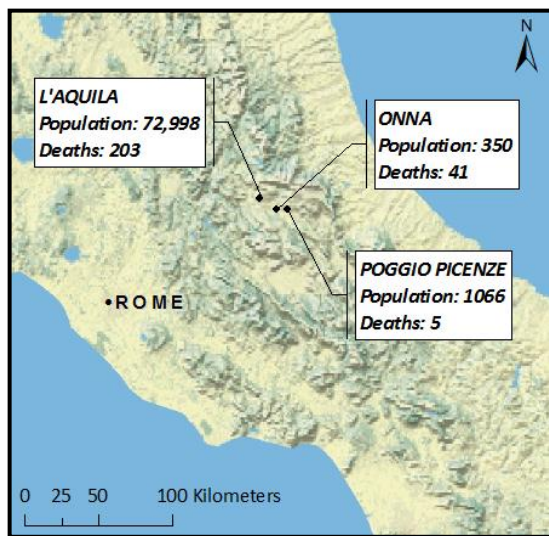 N
L'AQUILA
Population: 72,998
Deaths: 203
ONNA
Population: 350
Deaths: 41
POGGIO PICENZE
Population: 1066
Deaths: 5
ROME
0 25 50 100 Kilometers